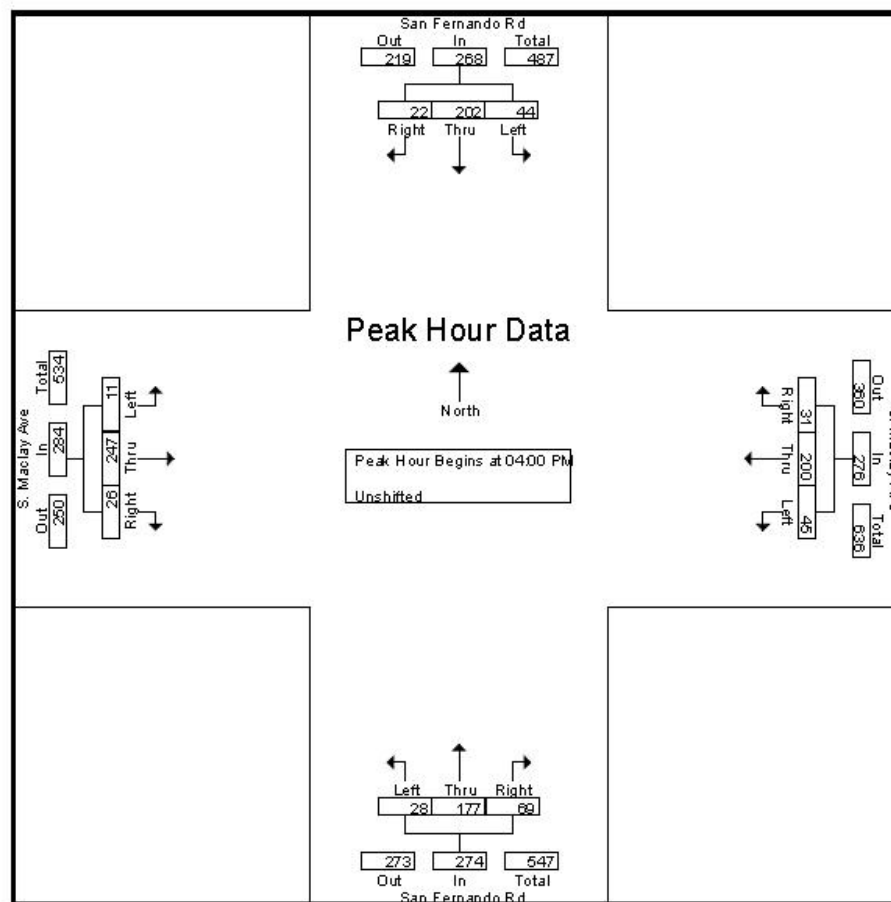 San Fernando Rd
Out In Total
219 268 487
22 202 44
Right Thru Left
Peak Hour Data
North
Peak Hour Begins at 04:00 PM
Unshifted
S. Maclay Ave
Total In Out
534 284 250
11 247 26
Left Thru Right
Right Thru Left
31 200 45
360 276 636
Out In Total
Left Thru Right
28 177 69
273 274 547
Out In Total
San Fernando Rd